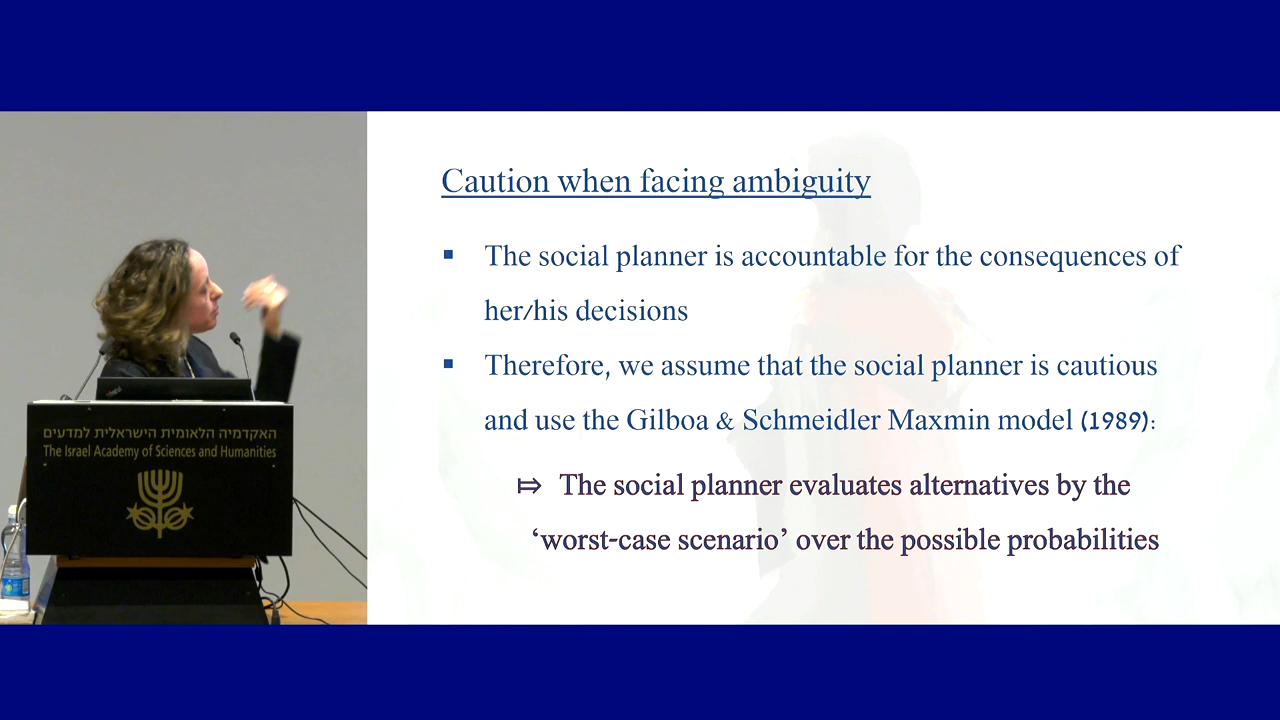 האקדמיה הלאומית הישראלית למדעים
The Israel Academy of Sciences and Humanities
Caution when facing ambiguity
▪ The social planner is accountable for the consequences of
her/his decisions
▪ Therefore, we assume that the social planner is cautious
and use the Gilboa & Schmeidler Maxmin model (1989):
⤇ The social planner evaluates alternatives by the
‘worst-case scenario’ over the possible probabilities